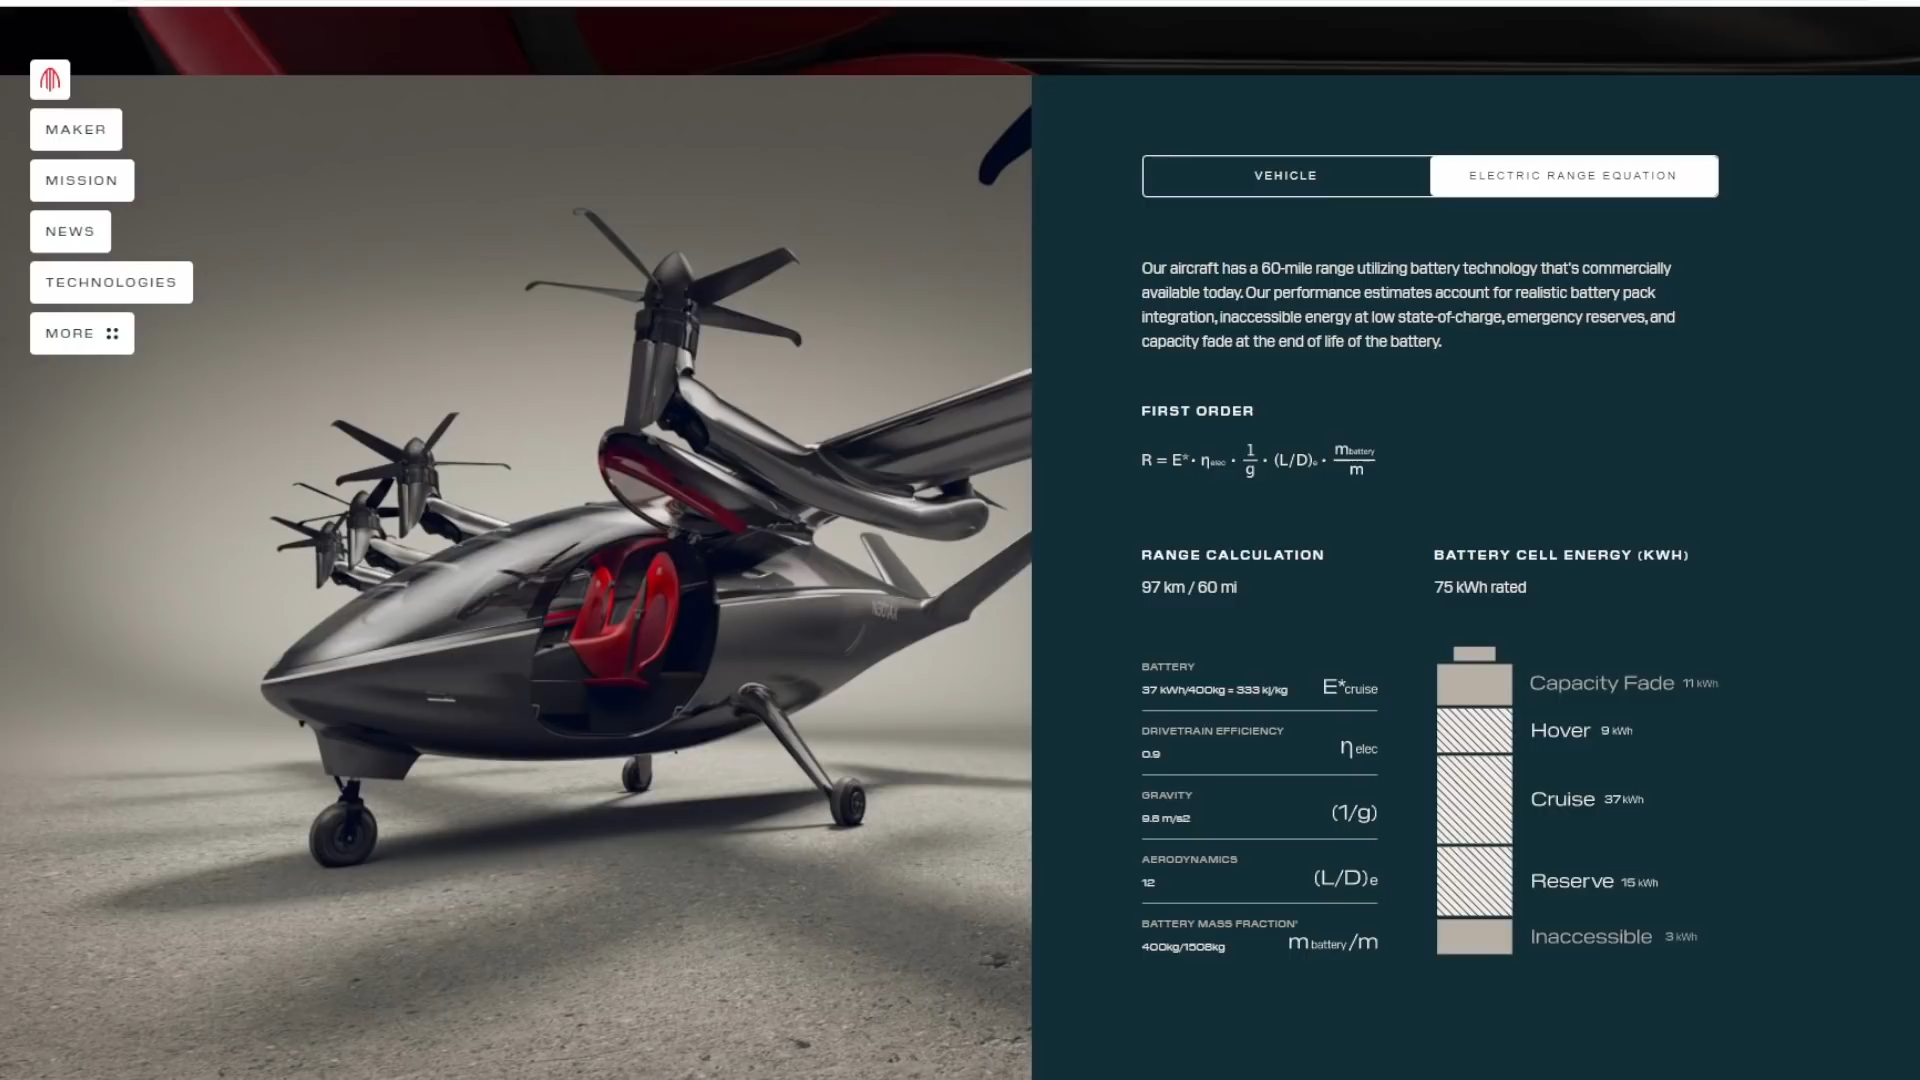 MAKER
MISSION
NEWS
TECHNOLOGIES
MORE
VEHICLE
ELECTRIC RANGE EQUATION
Our aircraft has a 60-mile range utilizing battery technology that's commercially
available today. Our performance estimates account for realistic battery pack
integration, inaccessible energy at low state-of-charge, emergency reserves, and
capacity fade at the end of life of the battery.
FIRST ORDER
R = E* · η elec · 1/g · (L/D)e · m battery/m
RANGE CALCULATION
97 km / 60 mi
BATTERY
37 kWh/400kg = 333 kj/kg E*cruise
DRIVETRAIN EFFICIENCY
0.9 η elec
GRAVITY
9.8 m/s2 (1/g)
AERODYNAMICS
12 (L/D)e
BATTERY MASS FRACTION*
400kg/1508kg m battery/m
BATTERY CELL ENERGY (KWH)
75 kWh rated
Capacity Fade 11 kWh
Hover 9 kWh
Cruise 37 kWh
Reserve 15 kWh
Inaccessible 3 kWh